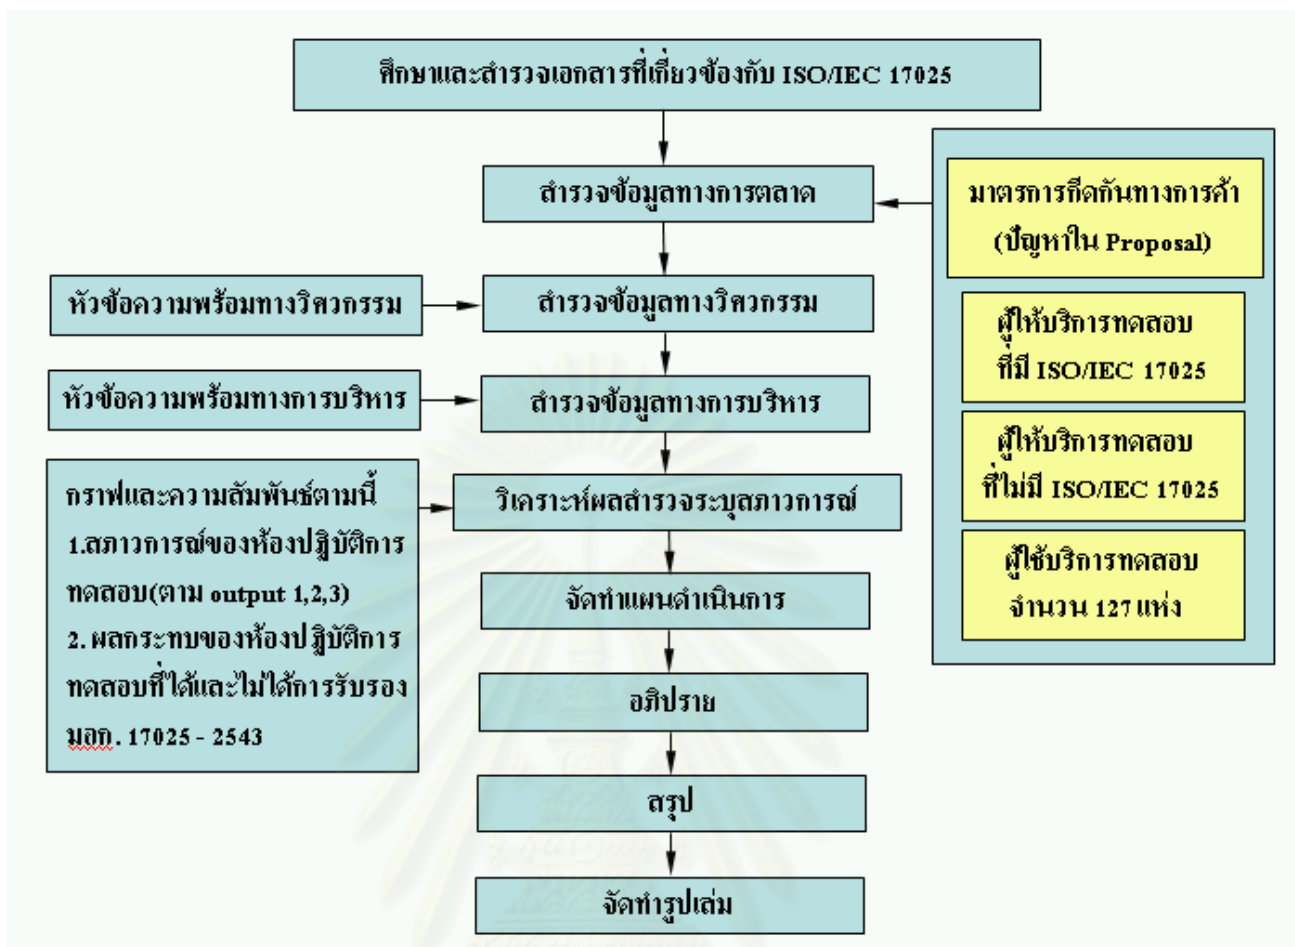 ศึกษาและสำรวจเอกสารที่เกี่ยวข้องกับ ISO/IEC 17025
สำรวจข้อมูลทางการตลาด
มาตรการกีดกันทางการค้า
(ปัญหาใน Proposal)
ผู้ให้บริการทดสอบ
ที่มี ISO/IEC 17025
ผู้ให้บริการทดสอบ
ที่ไม่มี ISO/IEC 17025
ผู้ใช้บริการทดสอบ
จำนวน 127 แห่ง
หัวข้อความพร้อมทางวิศวกรรม
สำรวจข้อมูลทางวิศวกรรม
หัวข้อความพร้อมทางการบริหาร
สำรวจข้อมูลทางการบริหาร
กราฟและความสัมพันธ์ตามนี้
1.สภาวการณ์ของห้องปฏิบัติการ
ทดสอบ(ตาม output 1,2,3)
2. ผลกระทบของห้องปฏิบัติการ
ทดสอบที่ได้และไม่ได้การรับรอง
มอก. 17025 - 2543
วิเคราะห์ผลสำรวจระบุสภาวการณ์
จัดทำแผนดำเนินการ
อภิปราย
สรุป
จัดทำรูปเล่ม